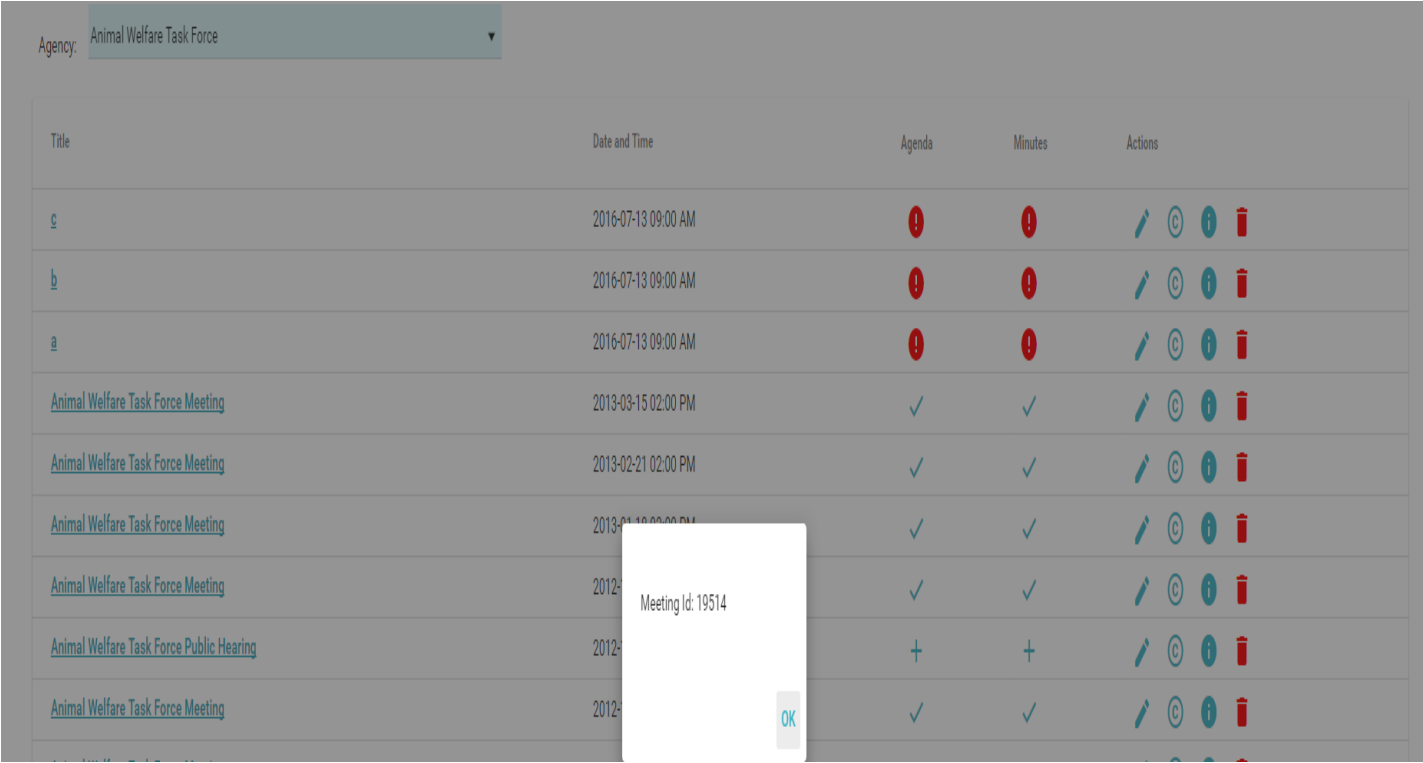 Agency: Animal Welfare Task Force
Title Date and Time Agenda Minutes Actions
c 2016-07-13 09:00 AM
b 2016-07-13 09:00 AM
a 2016-07-13 09:00 AM
Animal Welfare Task Force Meeting 2013-03-15 02:00 PM
Animal Welfare Task Force Meeting 2013-02-21 02:00 PM
Animal Welfare Task Force Meeting 2013-
Animal Welfare Task Force Meeting 2012-
Meeting Id: 19514
Animal Welfare Task Force Public Hearing 2012-
Animal Welfare Task Force Meeting 2012-
OK